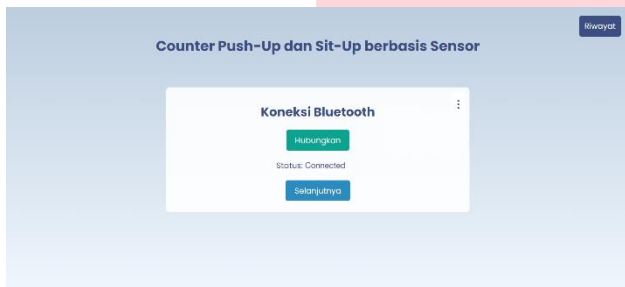 Riwayat
Counter Push-Up dan Sit-Up berbasis Sensor
Koneksi Bluetooth
Hubungkan
Status: Connected
Selanjutnya